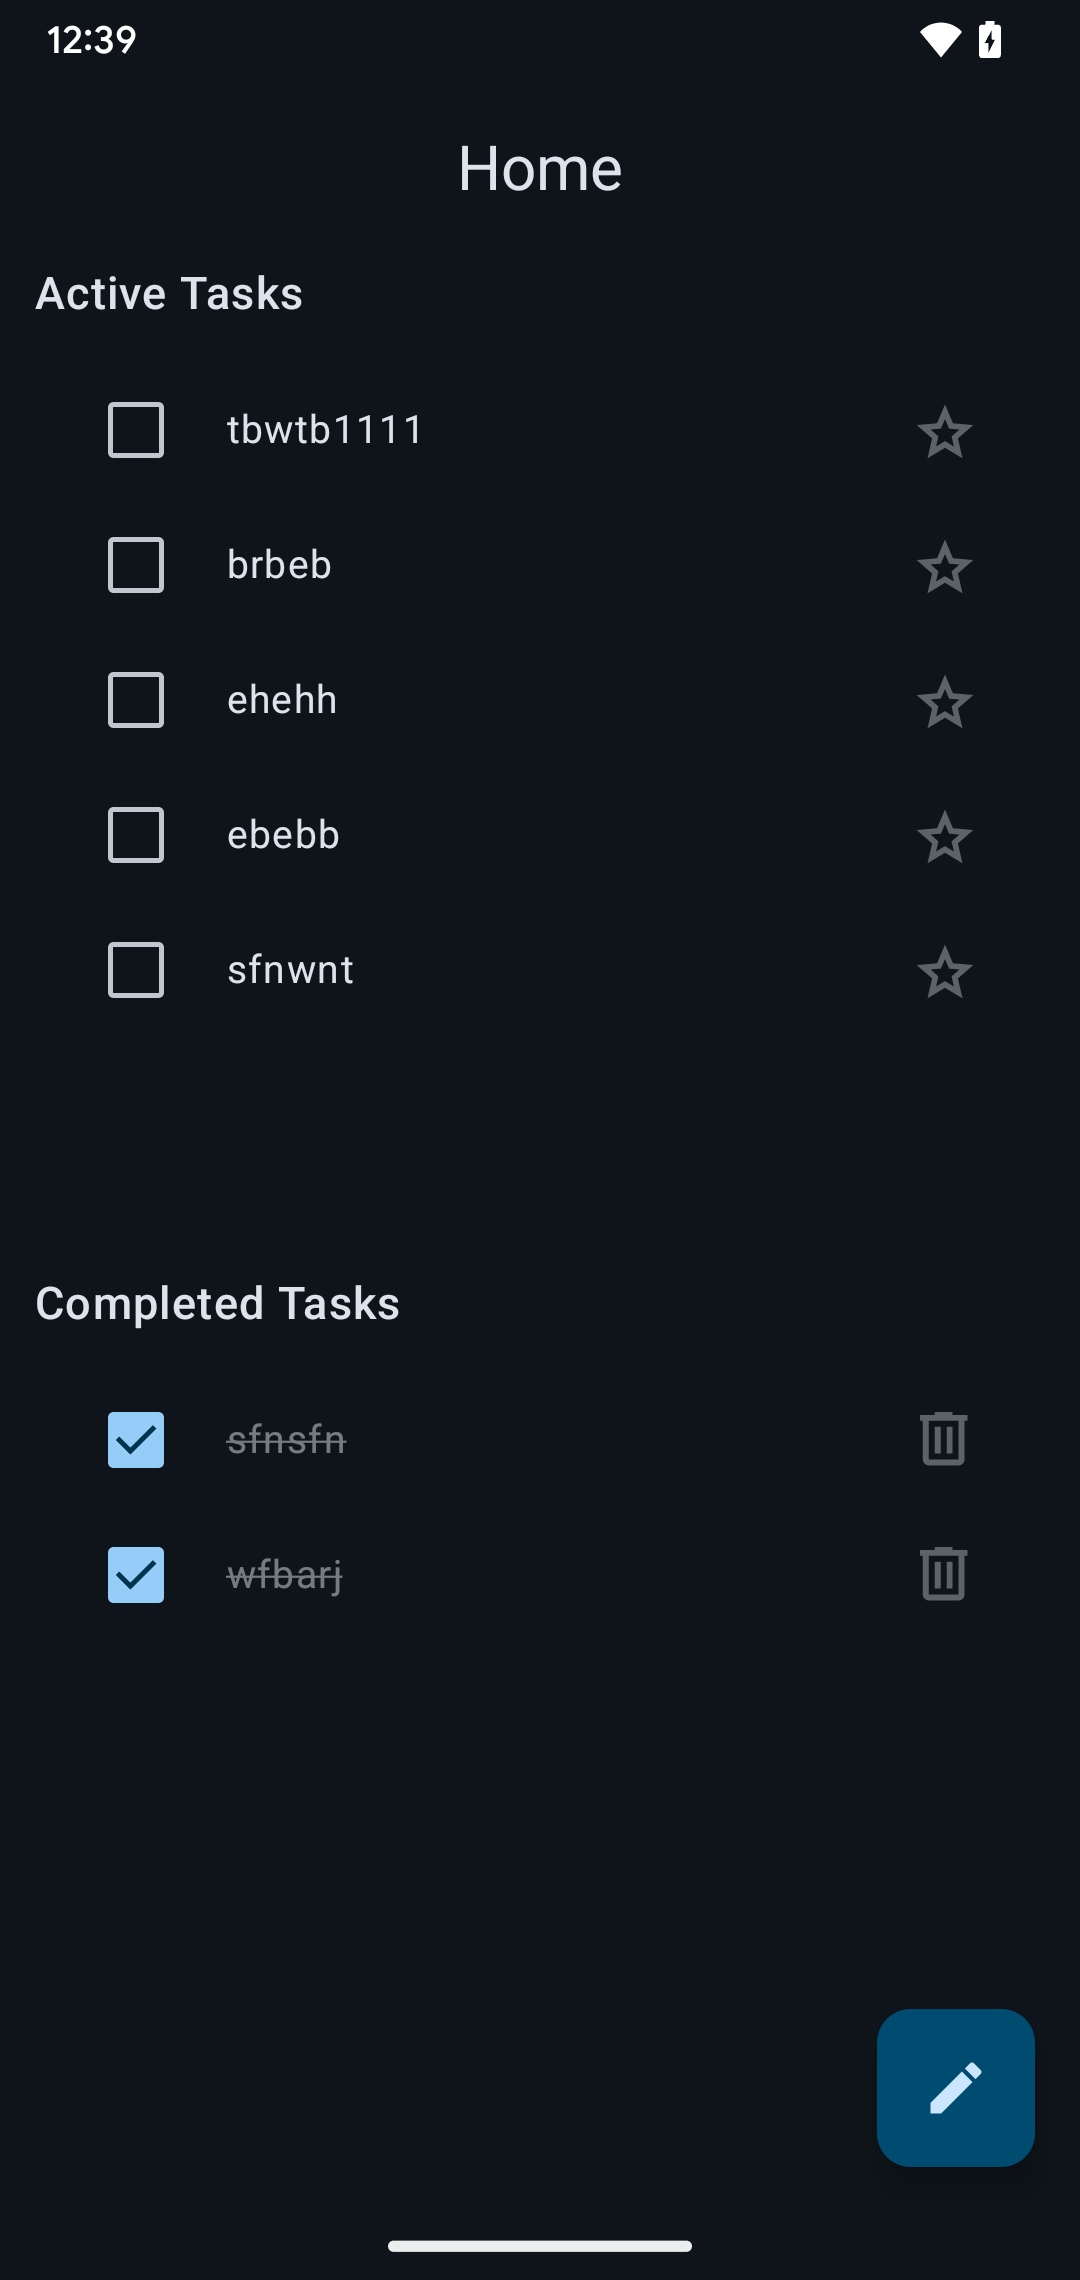 12:39
Home
Active Tasks
tbwtb1111
brbeb
ehehh
ebebb
sfnwnt
Completed Tasks
sfnsfn
wfbarj